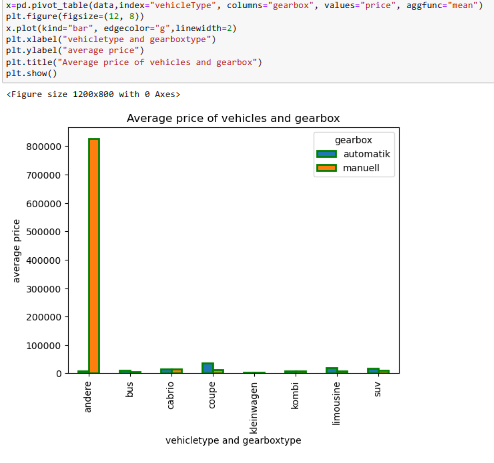 x=pd.pivot_table(data,index="vehicleType", columns="gearbox", values="price", aggfunc="mean")
plt.figure(figsize=(12, 8))
x.plot(kind="bar", edgecolor="g",linewidth=2)
plt.xlabel("vehicletype and gearboxtype")
plt.ylabel("average price")
plt.title("Average price of vehicles and gearbox")
plt.show()
<Figure size 1200x800 with 0 Axes>
Average price of vehicles and gearbox
gearbox
automatik
manuell
800000
700000
600000
500000
400000
300000
200000
100000
0
average price
andere
bus
cabrio
coupe
kleinwagen
kombi
limousine
suv
vehicletype and gearboxtype